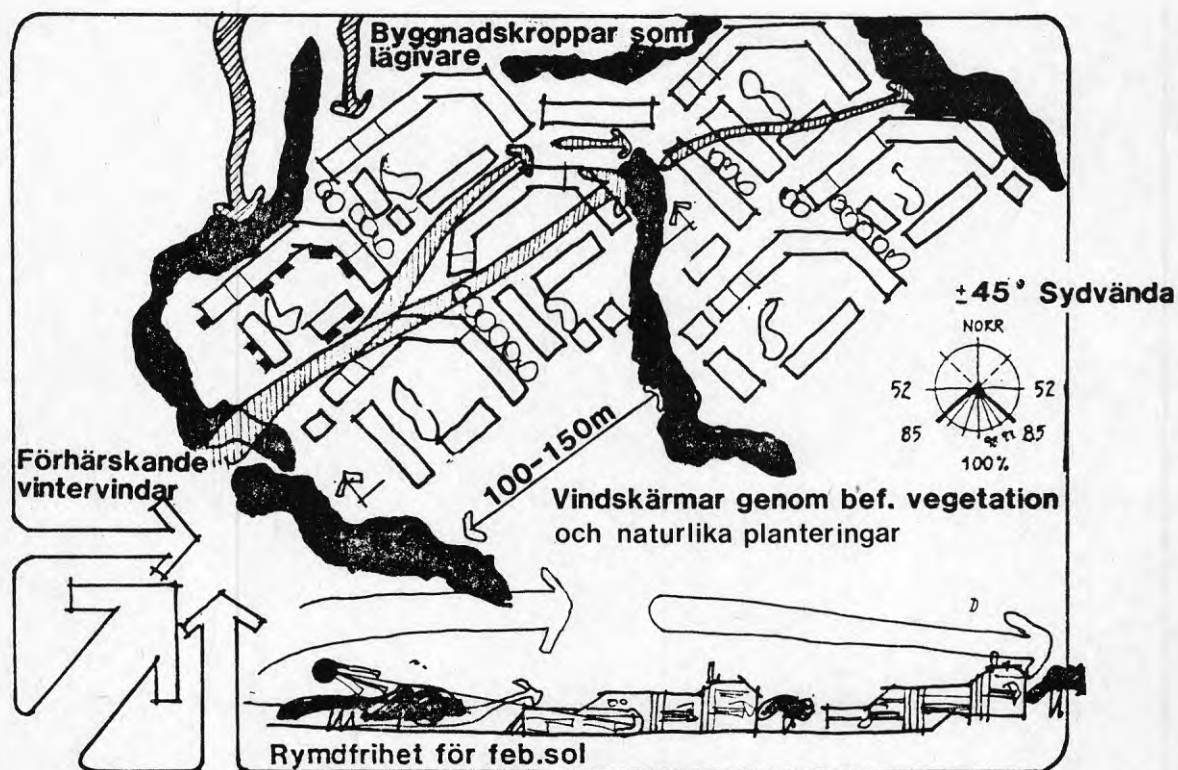 Byggnadskroppar som
lägivare
±45° Sydvända
NORR
52 52
85 85
100%
Förhärskande
vintervindar
100-150m
Vindskärmar genom bef. vegetation
och naturlika planteringar
Rymdfrihet för feb.sol